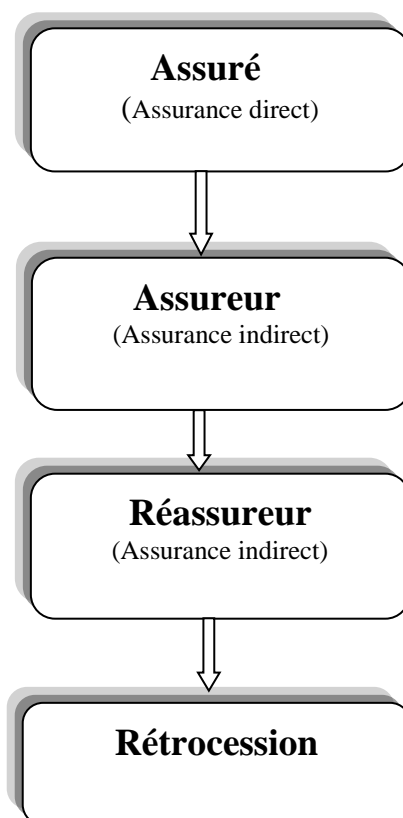 Assuré
(Assurance direct)
Assureur
(Assurance indirect)
Réassureur
(Assurance indirect)
Rétrocession